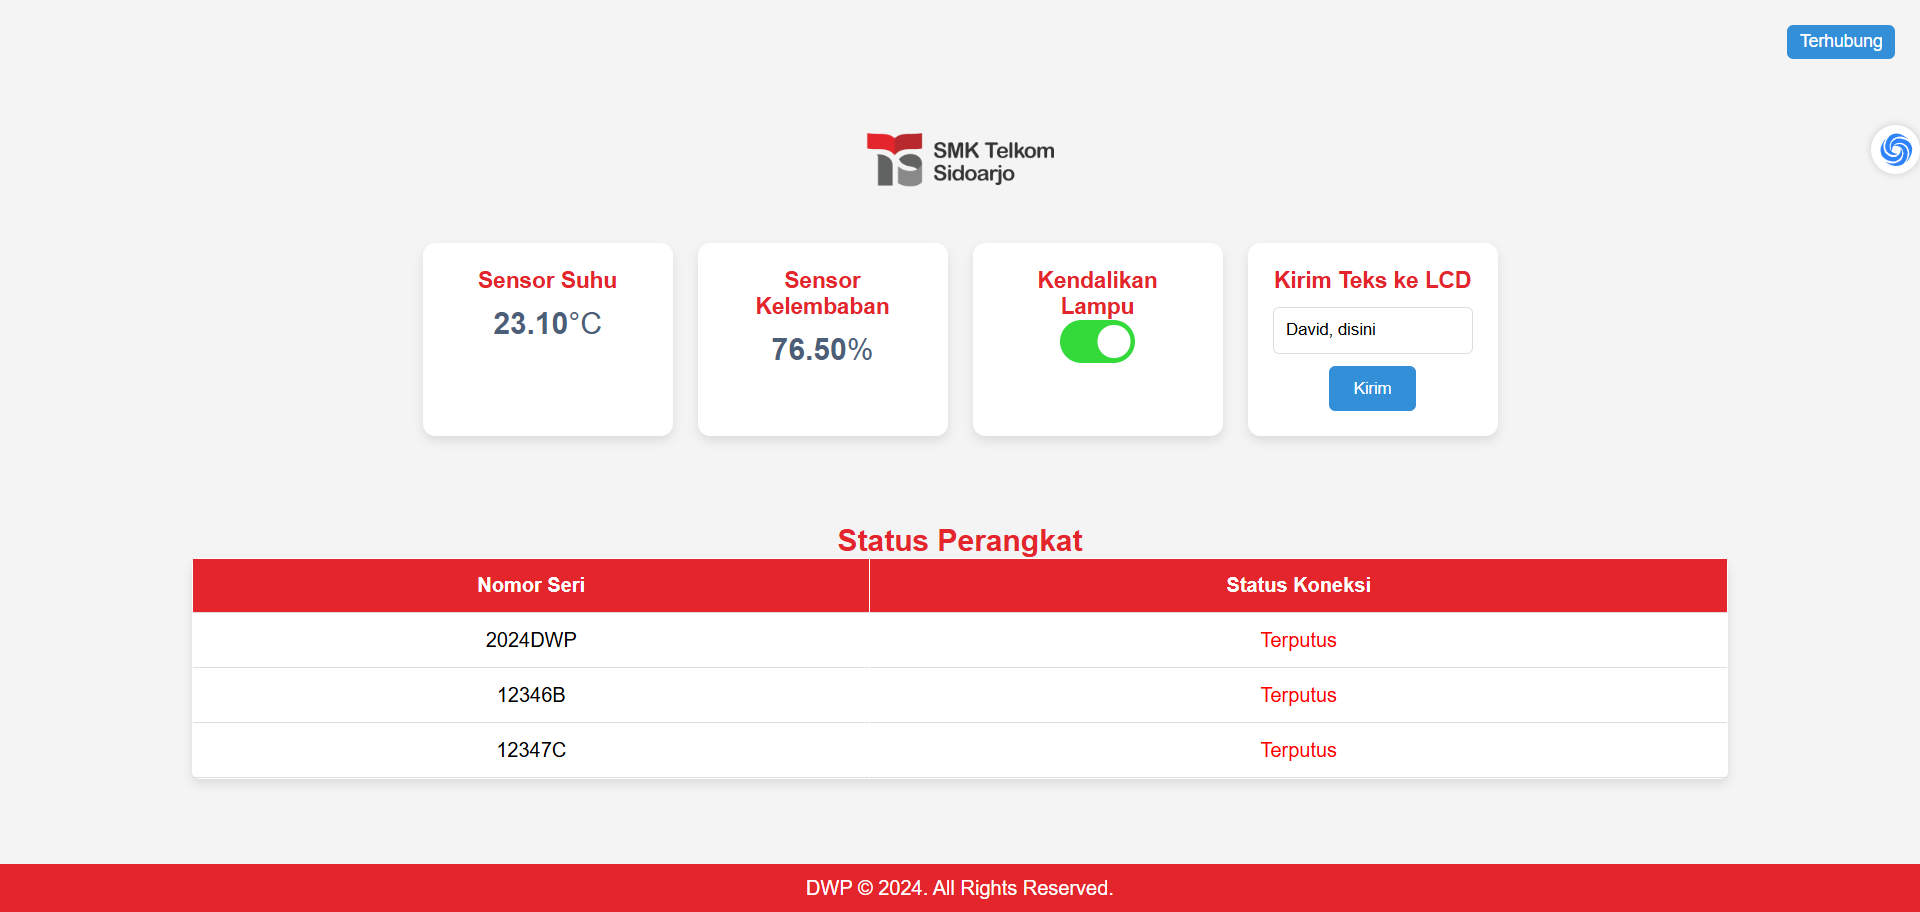 Terhubung
SMK Telkom
Sidoarjo
Sensor Suhu
23.10°C
Sensor
Kelembaban
76.50%
Kendalikan
Lampu
Kirim Teks ke LCD
David, disini
Kirim
Status Perangkat
Nomor Seri Status Koneksi
2024DWP Terputus
12346B Terputus
12347C Terputus
DWP © 2024. All Rights Reserved.